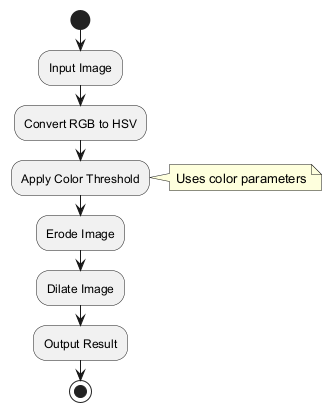 Input Image
Convert RGB to HSV
Apply Color Threshold
Uses color parameters
Erode Image
Dilate Image
Output Result